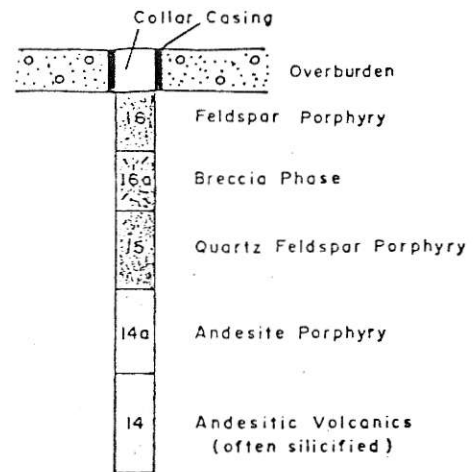 Collar Casing
Overburden
16 Feldspar Porphyry
16a Breccia Phase
15 Quartz Feldspar Porphyry
14a Andesite Porphyry
14 Andesitic Volcanics
(often silicified)